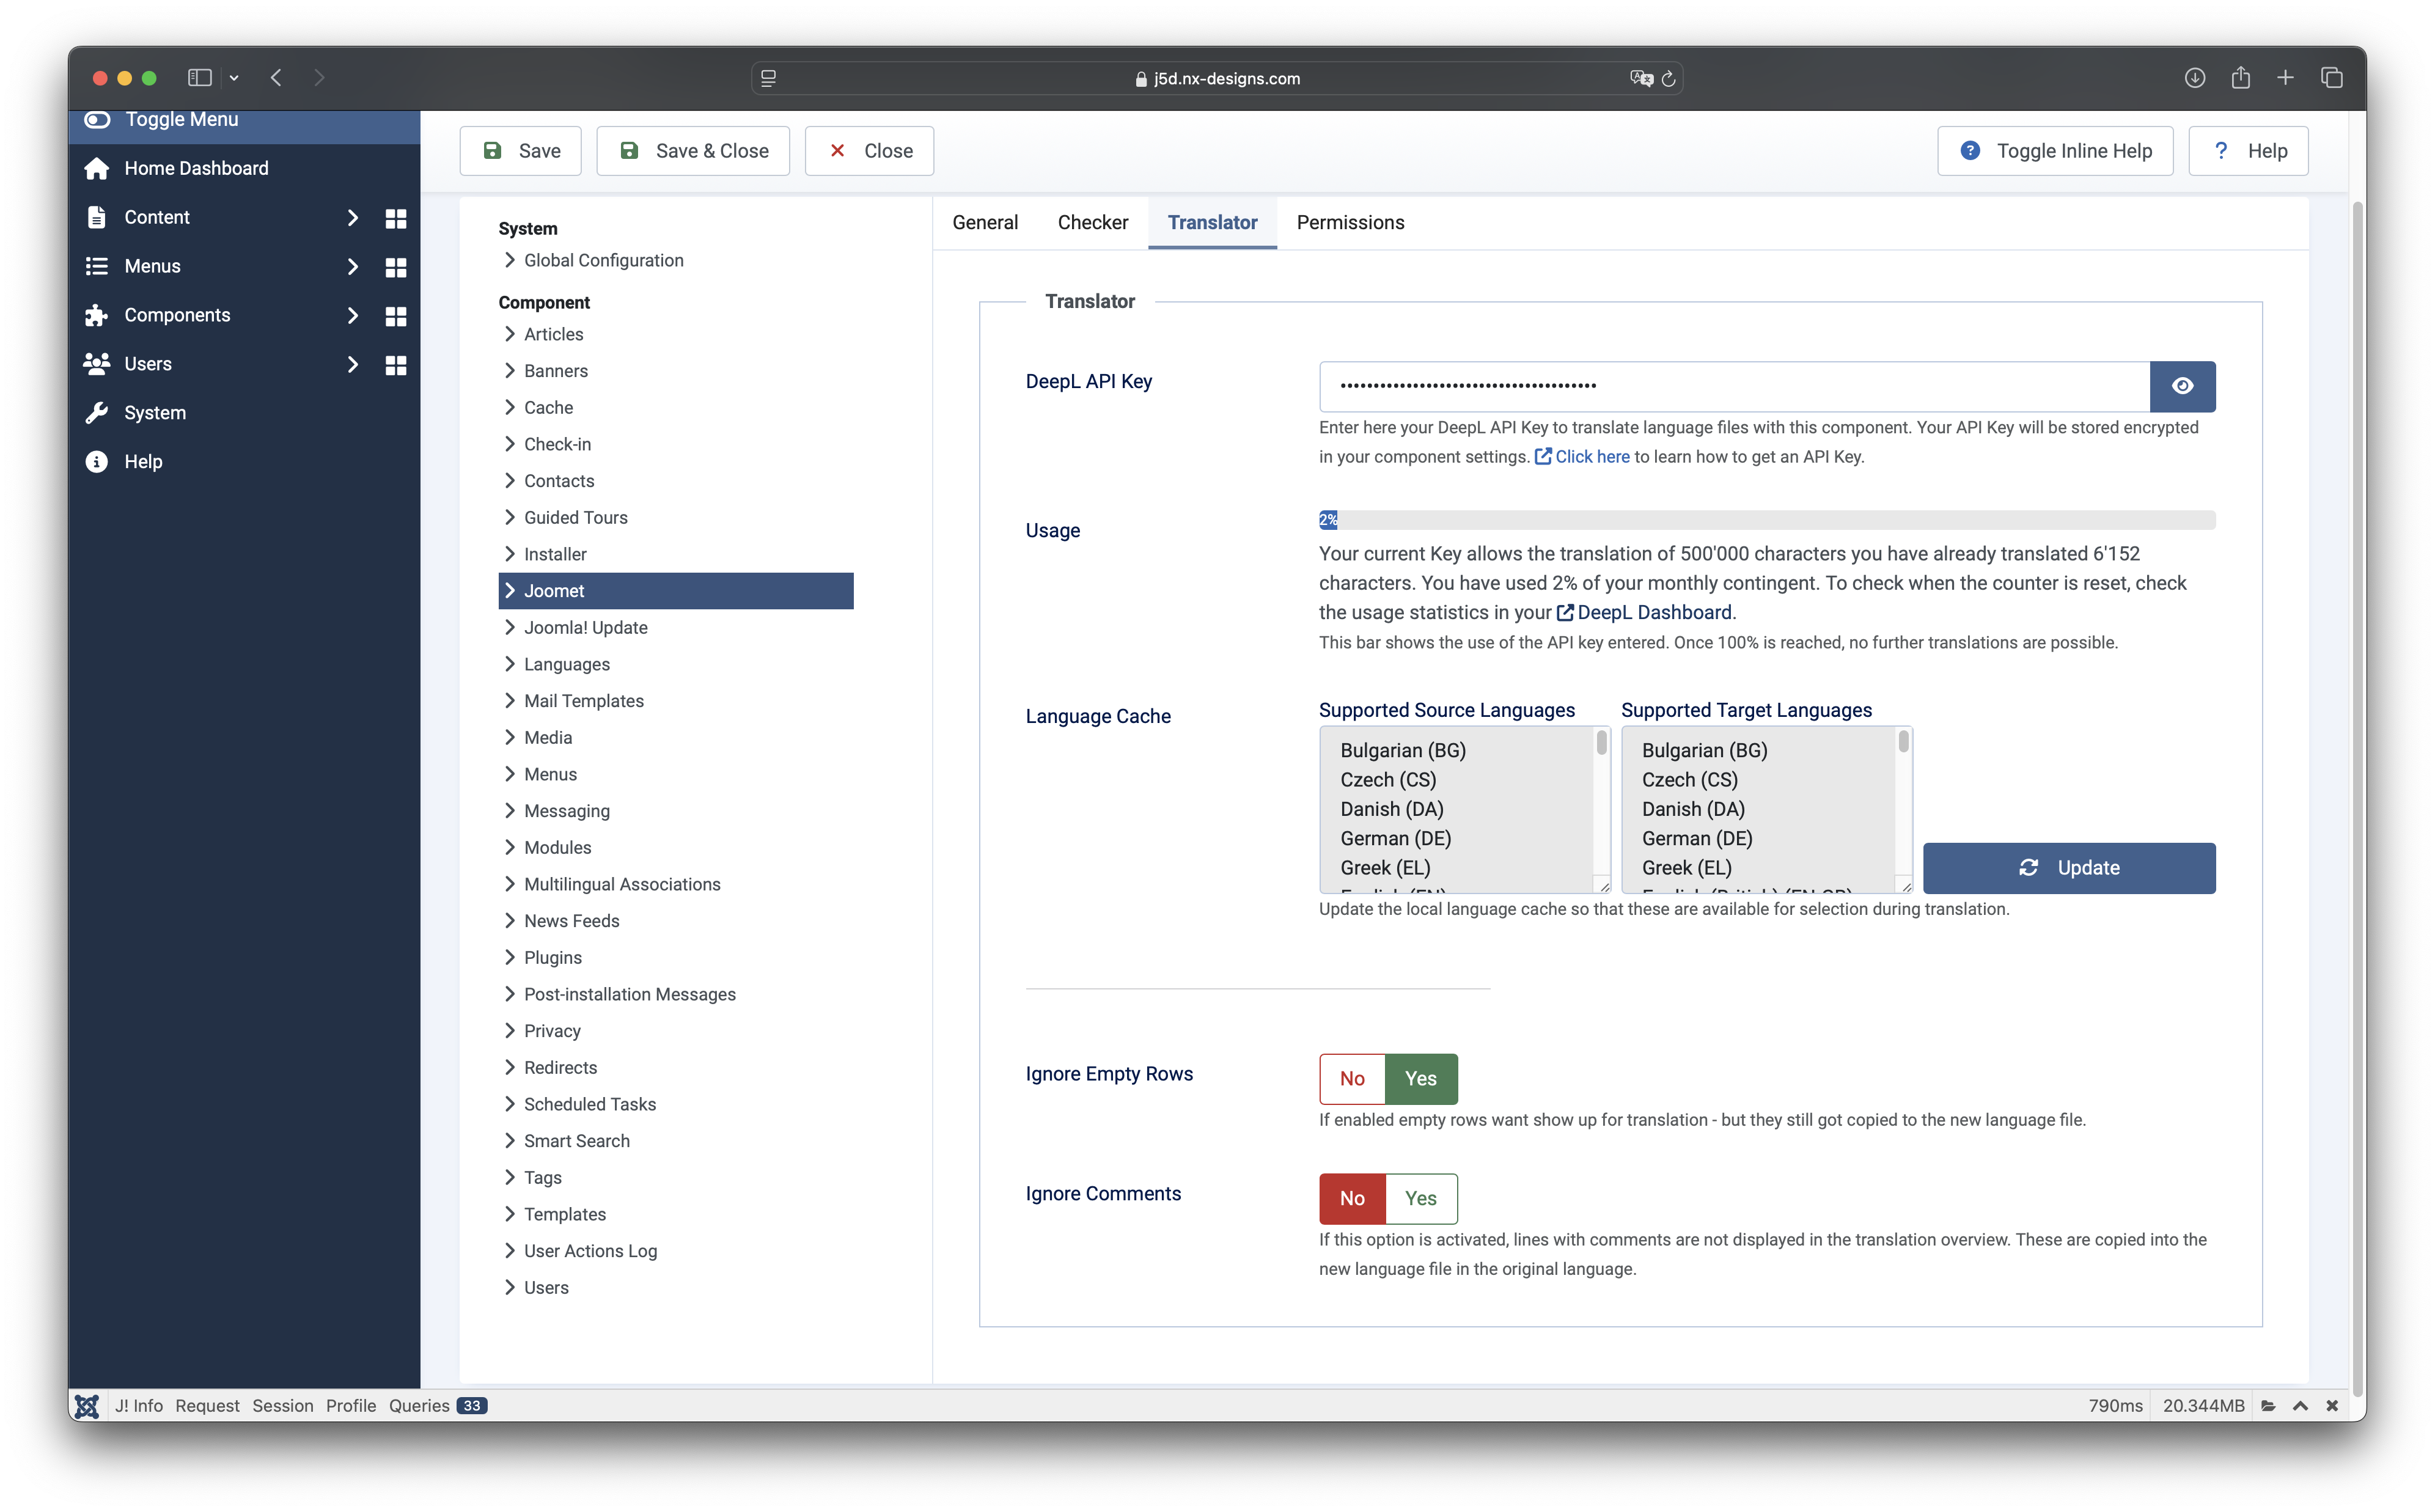 j5d.nx-designs.com
Toggle Menu
Home Dashboard
Content
Menus
Components
Users
System
Help
Save
Save & Close
Close
Toggle Inline Help
Help
System
Global Configuration
Component
Articles
Banners
Cache
Check-in
Contacts
Guided Tours
Installer
Joomet
Joomla! Update
Languages
Mail Templates
Media
Menus
Messaging
Modules
Multilingual Associations
News Feeds
Plugins
Post-installation Messages
Privacy
Redirects
Scheduled Tasks
Smart Search
Tags
Templates
User Actions Log
Users
General
Checker
Translator
Permissions
Translator
DeepL API Key
•••••••••••••••••••••••••••••••••••••••
Enter here your DeepL API Key to translate language files with this component. Your API Key will be stored encrypted
in your component settings. Click here to learn how to get an API Key.
Usage
2%
Your current Key allows the translation of 500'000 characters you have already translated 6'152
characters. You have used 2% of your monthly contingent. To check when the counter is reset, check
the usage statistics in your DeepL Dashboard.
This bar shows the use of the API key entered. Once 100% is reached, no further translations are possible.
Language Cache
Supported Source Languages
Bulgarian (BG)
Czech (CS)
Danish (DA)
German (DE)
Greek (EL)
English (EN)
Supported Target Languages
Bulgarian (BG)
Czech (CS)
Danish (DA)
German (DE)
Greek (EL)
English (British) (EN-GB)
Update
Update the local language cache so that these are available for selection during translation.
Ignore Empty Rows
No
Yes
If enabled empty rows want show up for translation - but they still got copied to the new language file.
Ignore Comments
No
Yes
If this option is activated, lines with comments are not displayed in the translation overview. These are copied into the
new language file in the original language.
J! Info
Request
Session
Profile
Queries 33
790ms
20.344MB